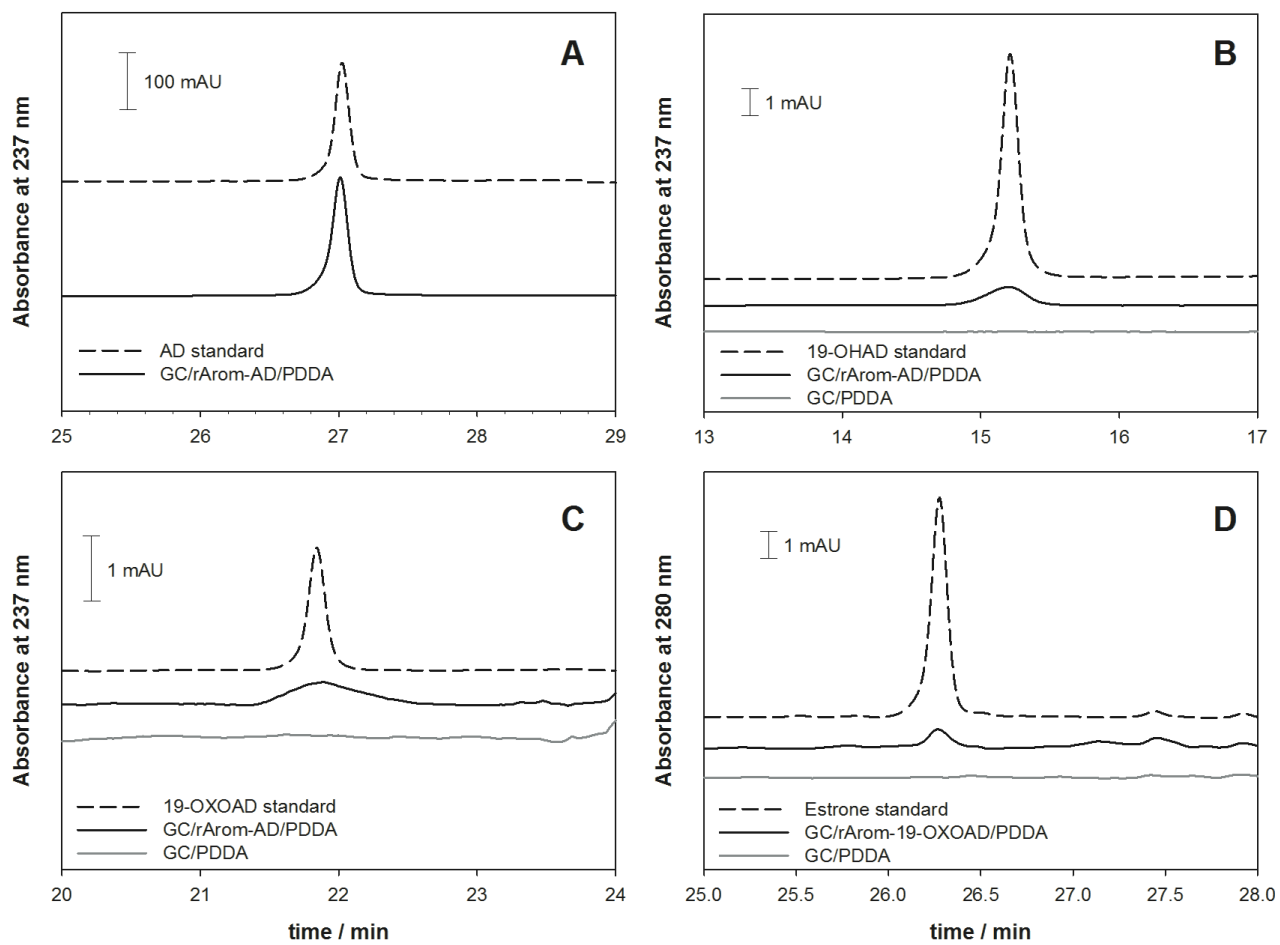 A
100 mAU
Absorbance at 237 nm
AD standard
GC/rArom-AD/PDDA
25 26 27 28 29
B
1 mAU
Absorbance at 237 nm
19-OHAD standard
GC/rArom-AD/PDDA
GC/PDDA
13 14 15 16 17
C
1 mAU
Absorbance at 237 nm
19-OXOAD standard
GC/rArom-AD/PDDA
GC/PDDA
20 21 22 23 24
time / min
D
1 mAU
Absorbance at 280 nm
Estrone standard
GC/rArom-19-OXOAD/PDDA
GC/PDDA
25.0 25.5 26.0 26.5 27.0 27.5 28.0
time / min